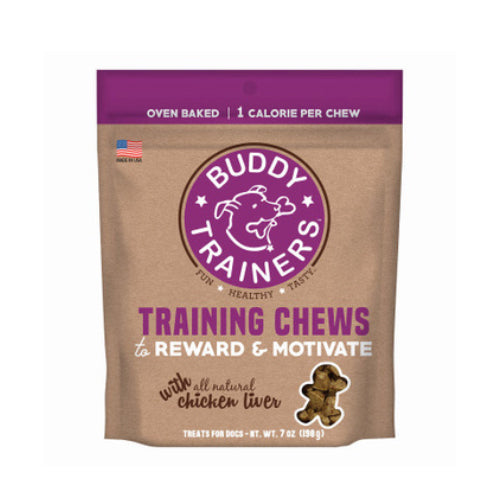 OVEN BAKED | 1 CALORIE PER CHEW
MADE IN USA
BUDDY
TRAINERS
FUN ★ HEALTHY ★ TASTY
TRAINING CHEWS
to REWARD & MOTIVATE
with all natural
chicken liver
TREATS FOR DOGS - NT. WT. 7 OZ (198g)